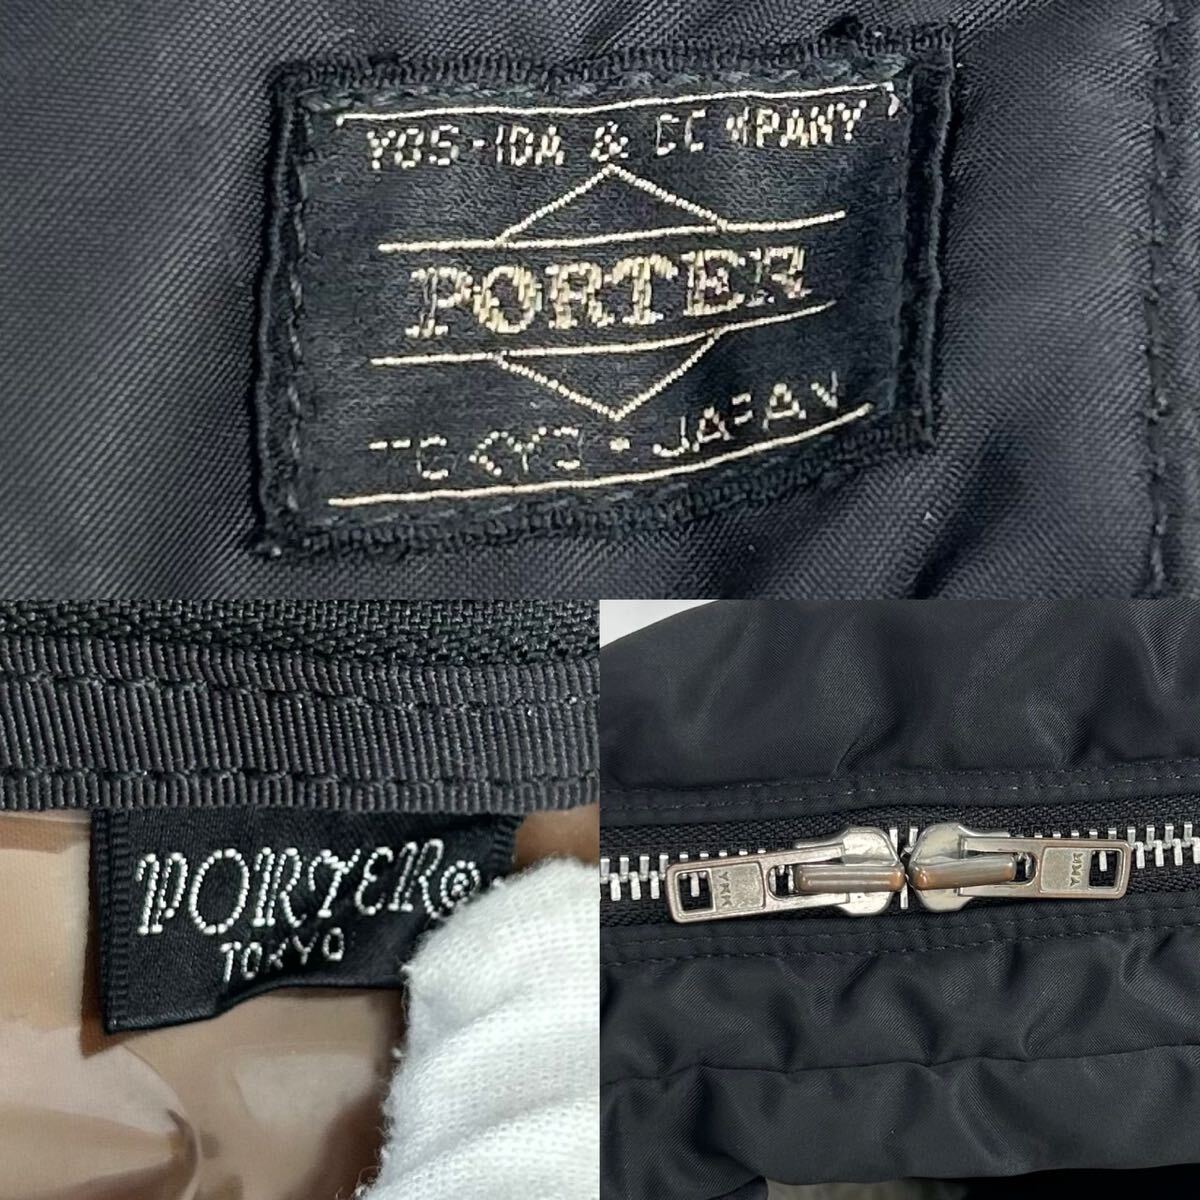 YOSHIDA & COMPANY
PORTER
TOKYO・JAPAN
PORTER®
TOKYO
YKK
YKK